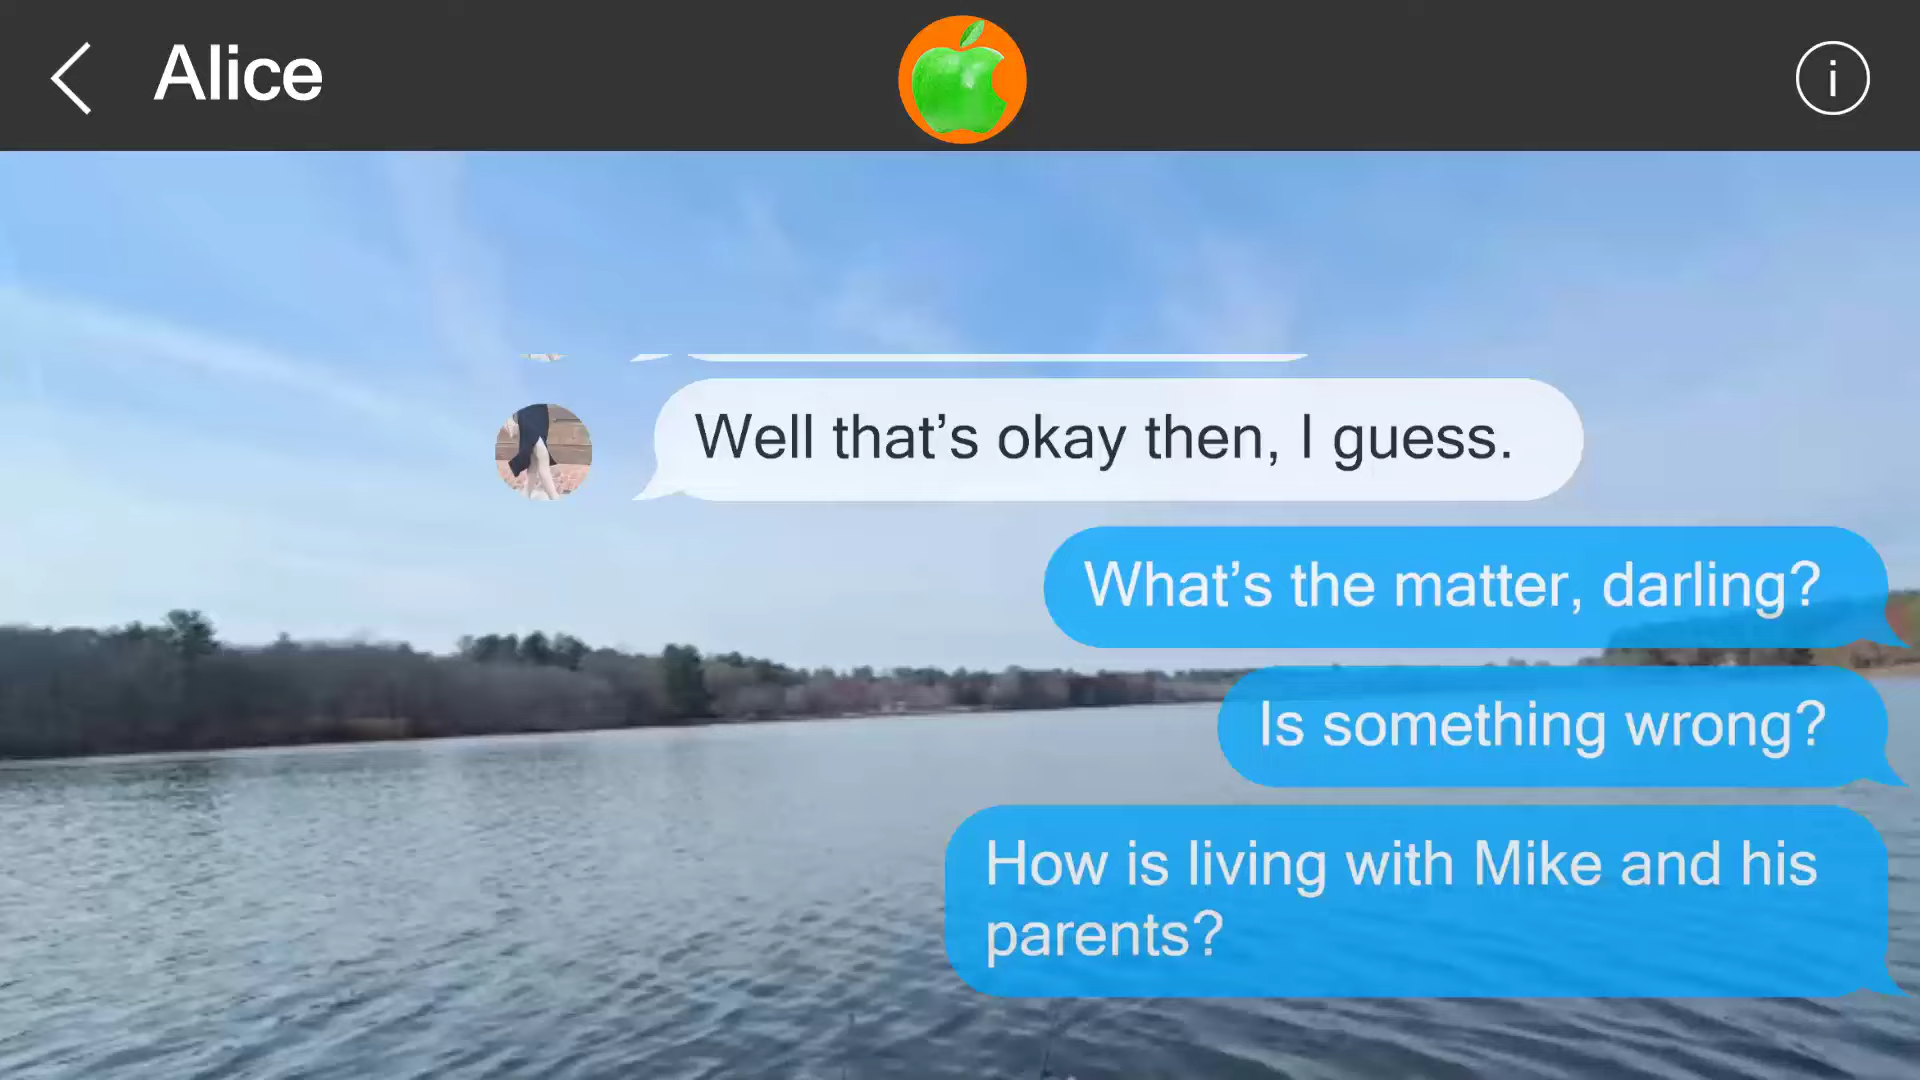 Alice
Well that’s okay then, I guess.
What’s the matter, darling?
Is something wrong?
How is living with Mike and his
parents?